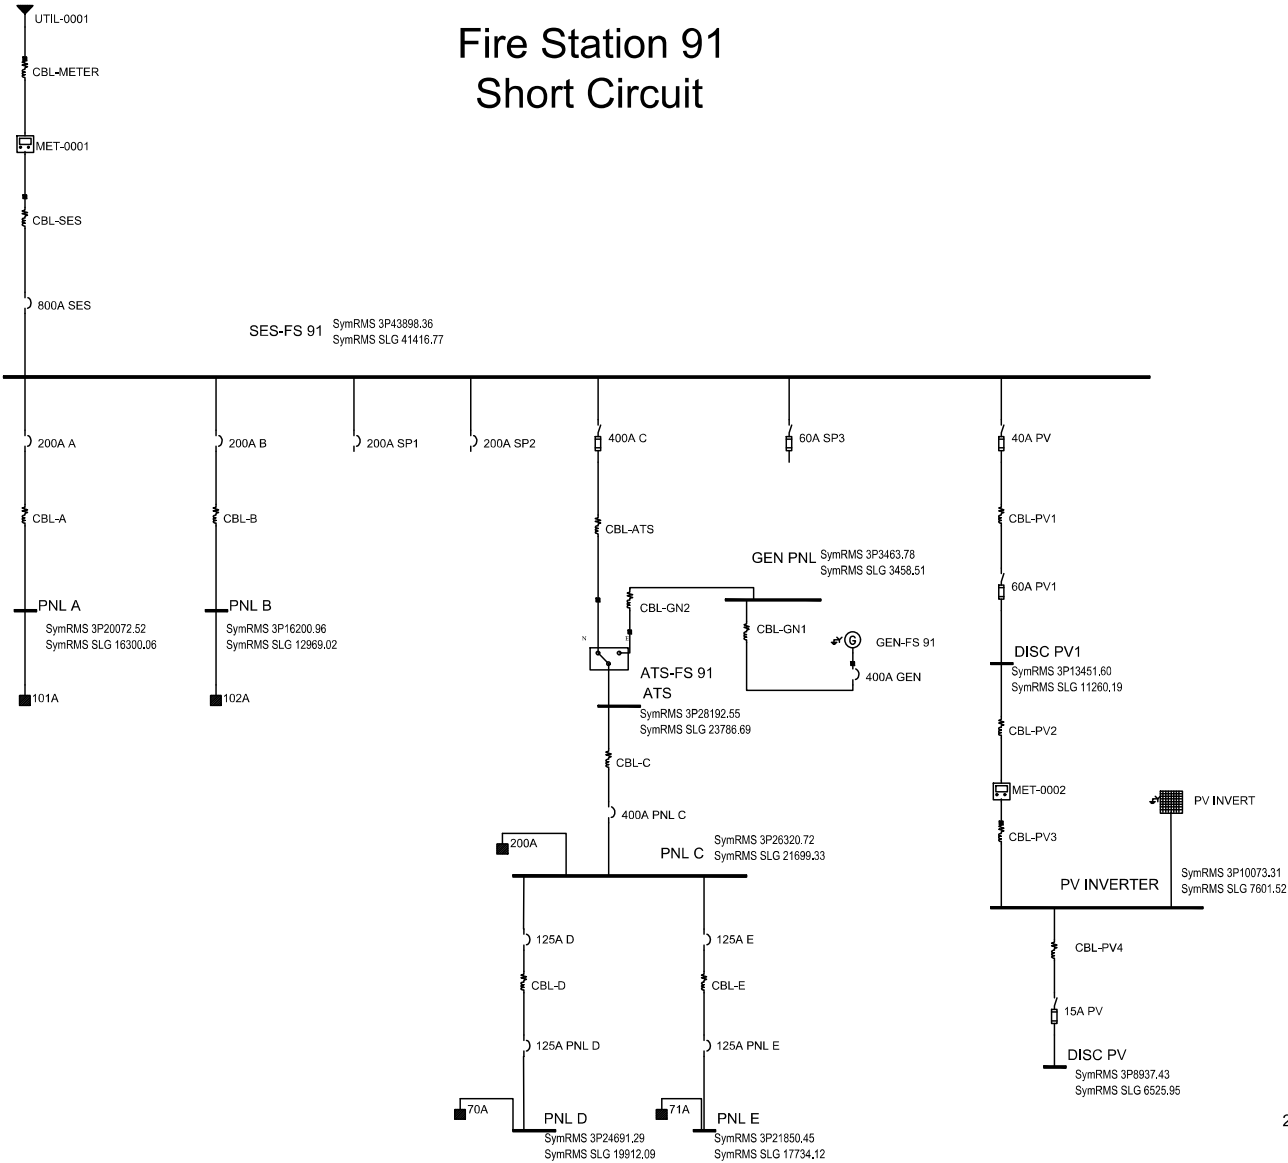 Fire Station 91
Short Circuit
UTIL-0001
CBL-METER
MET-0001
CBL-SES
800A SES
SES-FS 91
SymRMS 3P43898.36
SymRMS SLG 41416.77
200A A
200A B
200A SP1
200A SP2
400A C
60A SP3
40A PV
CBL-A
CBL-B
CBL-ATS
CBL-PV1
GEN PNL
SymRMS 3P3463.78
SymRMS SLG 3458.51
60A PV1
PNL A
SymRMS 3P20072.52
SymRMS SLG 16300.06
PNL B
SymRMS 3P16200.96
SymRMS SLG 12969.02
CBL-GN2
CBL-GN1
N
E
G
GEN-FS 91
400A GEN
DISC PV1
SymRMS 3P13451.60
SymRMS SLG 11260.19
101A
102A
ATS-FS 91
ATS
SymRMS 3P28192.55
SymRMS SLG 23786.69
CBL-PV2
CBL-C
MET-0002
PV INVERT
400A PNL C
CBL-PV3
200A
PNL C
SymRMS 3P26320.72
SymRMS SLG 21699.33
PV INVERTER
SymRMS 3P10073.31
SymRMS SLG 7601.52
125A D
125A E
CBL-PV4
CBL-D
CBL-E
15A PV
125A PNL D
125A PNL E
DISC PV
SymRMS 3P8937.43
SymRMS SLG 6525.95
70A
71A
PNL D
SymRMS 3P24691.29
SymRMS SLG 19912.09
PNL E
SymRMS 3P21850.45
SymRMS SLG 17734.12
2